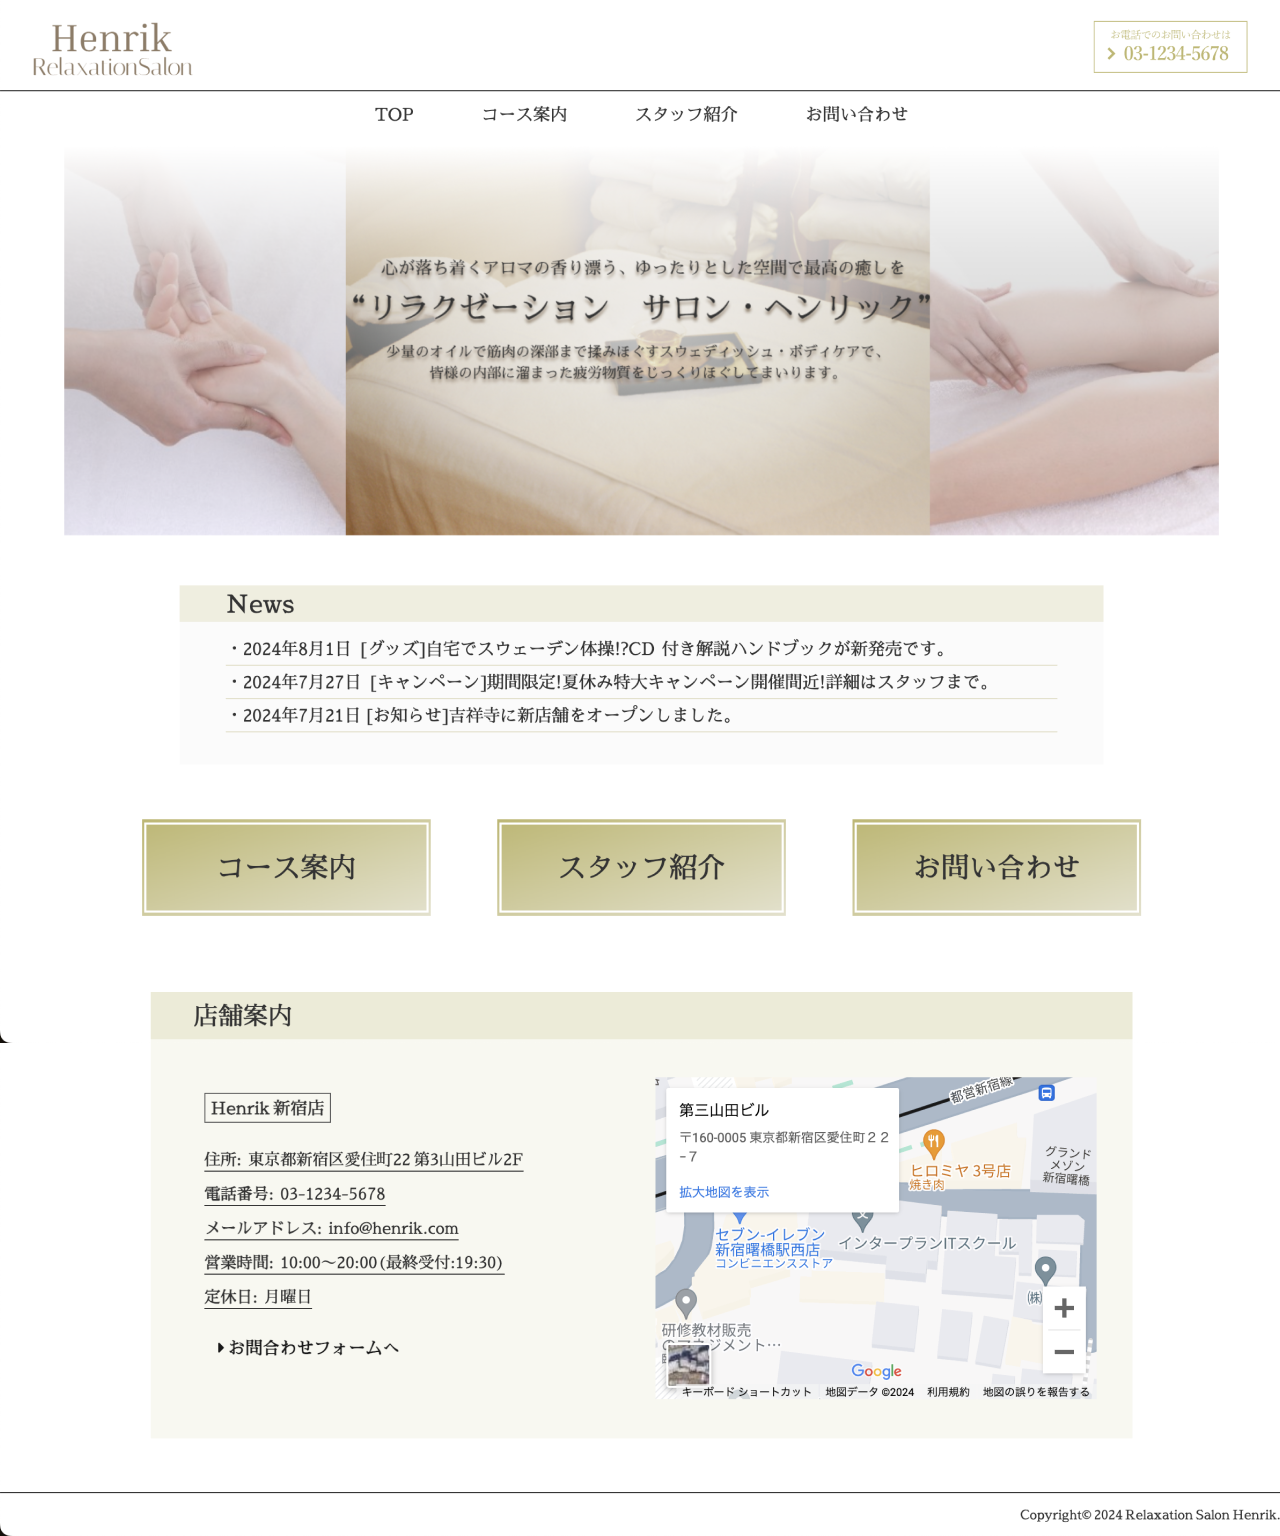 Henrik
RelaxationSalon
お電話でのお問い合わせは
03-1234-5678
TOP
コース案内
スタッフ紹介
お問い合わせ
心が落ち着くアロマの香り漂う、ゆったりとした空間で最高の癒しを
“リラクゼーション　サロン・ヘンリック”
少量のオイルで筋肉の深部まで揉みほぐすスウェディッシュ・ボディケアで、
皆様の内部に溜まった疲労物質をじっくりほぐしてまいります。
News
・2024年8月1日 [グッズ]自宅でスウェーデン体操!?CD 付き解説ハンドブックが新発売です。
・2024年7月27日 [キャンペーン]期間限定!夏休み特大キャンペーン開催間近!詳細はスタッフまで。
・2024年7月21日 [お知らせ]吉祥寺に新店舗をオープンしました。
コース案内
スタッフ紹介
お問い合わせ
店舗案内
Henrik 新宿店
住所: 東京都新宿区愛住町22 第3山田ビル2F
電話番号: 03-1234-5678
メールアドレス: info@henrik.com
営業時間: 10:00〜20:00(最終受付:19:30)
定休日: 月曜日
お問合わせフォームへ
都営新宿線
第三山田ビル
〒160-0005 東京都新宿区愛住町２２
−７
拡大地図を表示
ヒロミヤ 3号店
焼き肉
グランド
メゾン
新宿曙橋
セブン-イレブン
新宿曙橋駅西店
コンビニエンスストア
インタープランITスクール
(株)
研修教材販売
のマネジメント…
Google
キーボード ショートカット
地図データ ©2024
利用規約
地図の誤りを報告する
Copyright© 2024 Relaxation Salon Henrik.